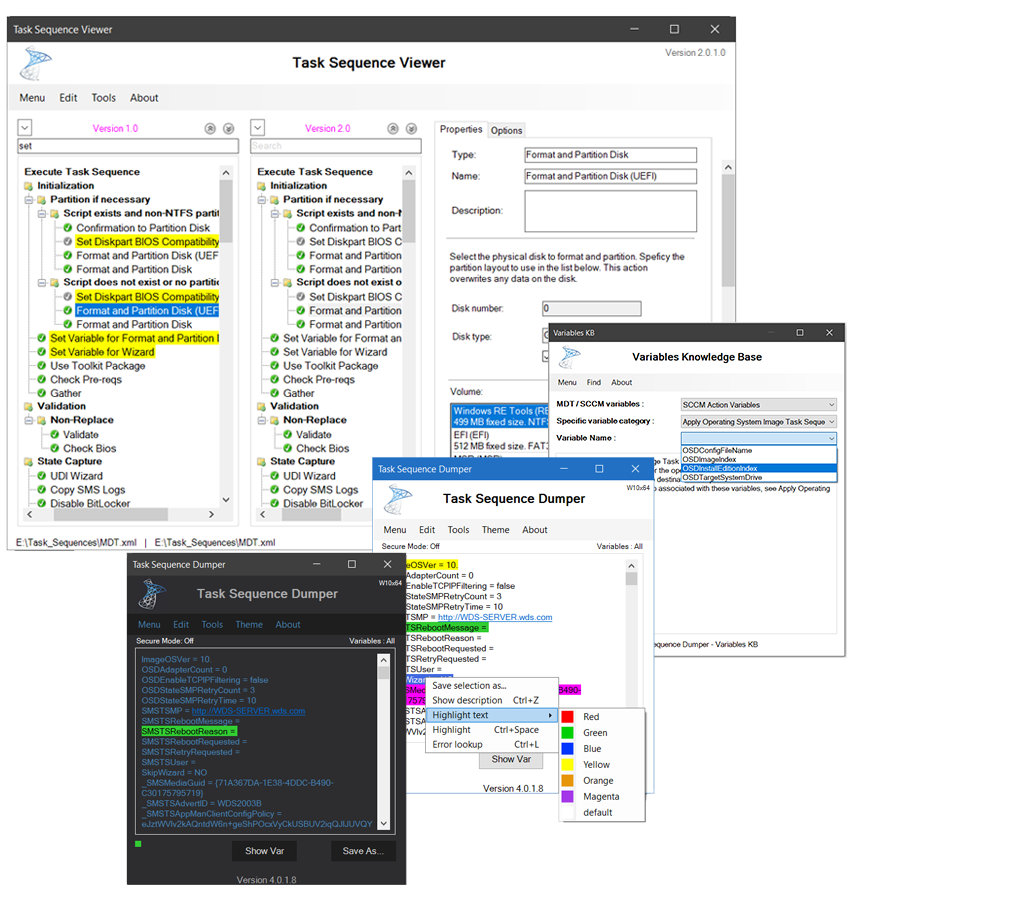 Task Sequence Viewer
Task Sequence Viewer
Version 2.0.1.0
Menu Edit Tools About
Version 1.0
set
Execute Task Sequence
Initialization
Partition if necessary
Script exists and non-NTFS partit
Confirmation to Partition Disk
Set Diskpart BIOS Compatibility
Format and Partition Disk (UEF
Format and Partition Disk
Script does not exist or no partitio
Set Diskpart BIOS Compatibility
Format and Partition Disk (UEF
Format and Partition Disk
Set Variable for Format and Partition
Set Variable for Wizard
Use Toolkit Package
Check Pre-reqs
Gather
Validation
Non-Replace
Validate
Check Bios
State Capture
UDI Wizard
Copy SMS Logs
Disable BitLocker
Version 2.0
Search
Execute Task Sequence
Initialization
Partition if necessary
Script exists and non-N
Confirmation to Part
Set Diskpart BIOS C
Format and Partition
Format and Partition
Script does not exist o
Set Diskpart BIOS C
Format and Partition
Format and Partition
Set Variable for Format an
Set Variable for Wizard
Use Toolkit Package
Check Pre-reqs
Gather
Validation
Non-Replace
Validate
Check Bios
State Capture
UDI Wizard
Copy SMS Logs
Disable BitLocker
E:\Task_Sequences\MDT.xml | E:\Task_Sequences\MDT.xml
Properties Options
Type: Format and Partition Disk
Name: Format and Partition Disk (UEFI)
Description:
Select the physical disk to format and partition. Speficy the
partition layout to use in the list below. This action
overwrites any data on the disk.
Disk number: 0
Disk type:
Volume:
Windows RE Tools (RE
499 MB fixed size. NTFS
EFI (EFI)
512 MB fixed size. FAT
Variables KB
Variables Knowledge Base
Menu Find About
MDT / SCCM variables : SCCM Action Variables
Specific variable category : Apply Operating System Image Task Seque
Variable Name :
OSDConfigFileName
OSDImageIndex
OSDInstallEditionIndex
OSDTargetSystemDrive
ge Task
or the ope
destina
associated with these variables, see Apply Operating
equence Dumper - Variables KB
Task Sequence Dumper
W10x64
Task Sequence Dumper
Menu Edit Tools Theme About
Secure Mode: Off Variables : All
eOSVer = 10.
AdapterCount = 0
EnableTCPIPFiltering = false
StateSMPRetryCount = 3
StateSMPRetryTime = 10
TSMP = http://WDS-SERVER.wds.com
TSRebootMessage =
TSRebootReason =
TSRebootRequested =
TSRetryRequested =
TSUser =
B490-
Save selection as...
Show description Ctrl+Z
Highlight text
Highlight Ctrl+Space
Error lookup Ctrl+L
Red
Green
Blue
Yellow
Orange
Magenta
default
Show Var
Version 4.0.1.8
Task Sequence Dumper
W10x64
Task Sequence Dumper
Menu Edit Tools Theme About
Secure Mode: Off Variables : All
ImageOSVer = 10.
OSDAdapterCount = 0
OSDEnableTCPIPFiltering = false
OSDStateSMPRetryCount = 3
OSDStateSMPRetryTime = 10
SMSTSMP = http://WDS-SERVER.wds.com
SMSTSRebootMessage =
SMSTSRebootReason =
SMSTSRebootRequested =
SMSTSRetryRequested =
SMSTSUser =
SkipWizard = NO
_SMSMediaGuid = {71A367DA-1E38-4DDC-B490-
C30175795719}
_SMSTSAdvertID = WDS2003B
_SMSTSAppManClientConfigPolicy =
Show Var Save As...
Version 4.0.1.8